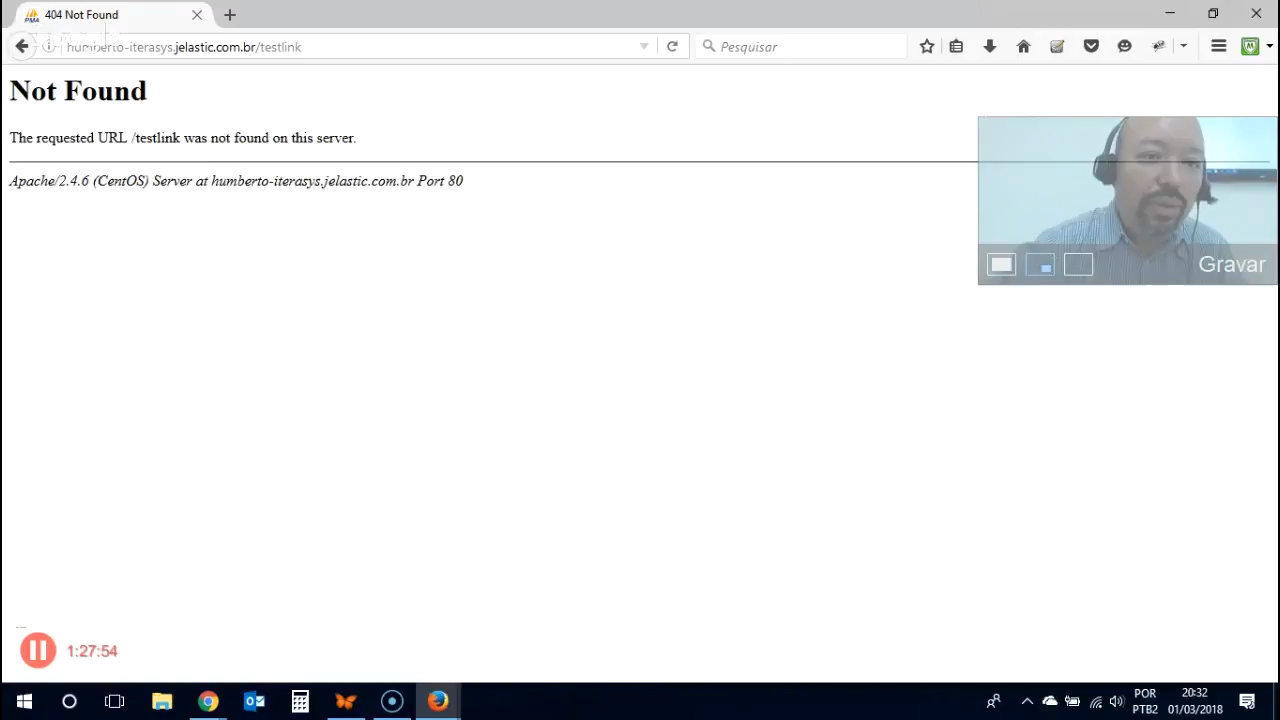 404 Not Found
humberto-iterasys.jelastic.com.br/testlink
Pesquisar
Not Found
The requested URL /testlink was not found on this server.
Apache/2.4.6 (CentOS) Server at humberto-iterasys.jelastic.com.br Port 80
Gravar
1:27:54
POR
PTB2
20:32
01/03/2018